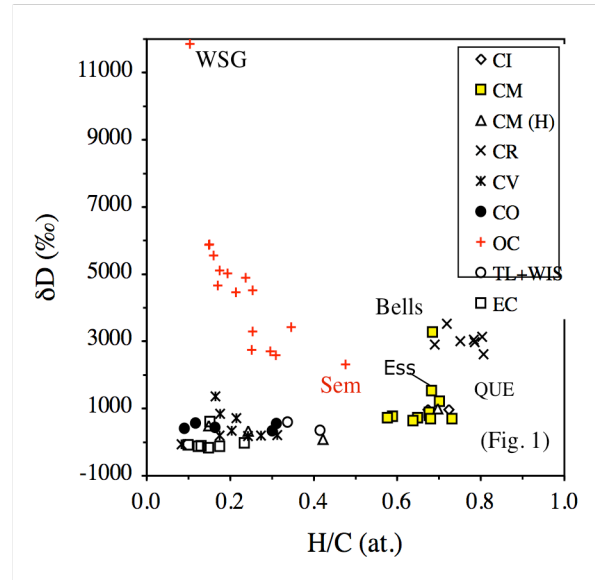 11000
9000
7000
5000
3000
1000
-1000
δD (‰)
WSG
CI
CM
CM (H)
CR
CV
CO
OC
TL+WIS
EC
Bells
Ess
Sem
QUE
(Fig. 1)
0.0 0.2 0.4 0.6 0.8 1.0
H/C (at.)